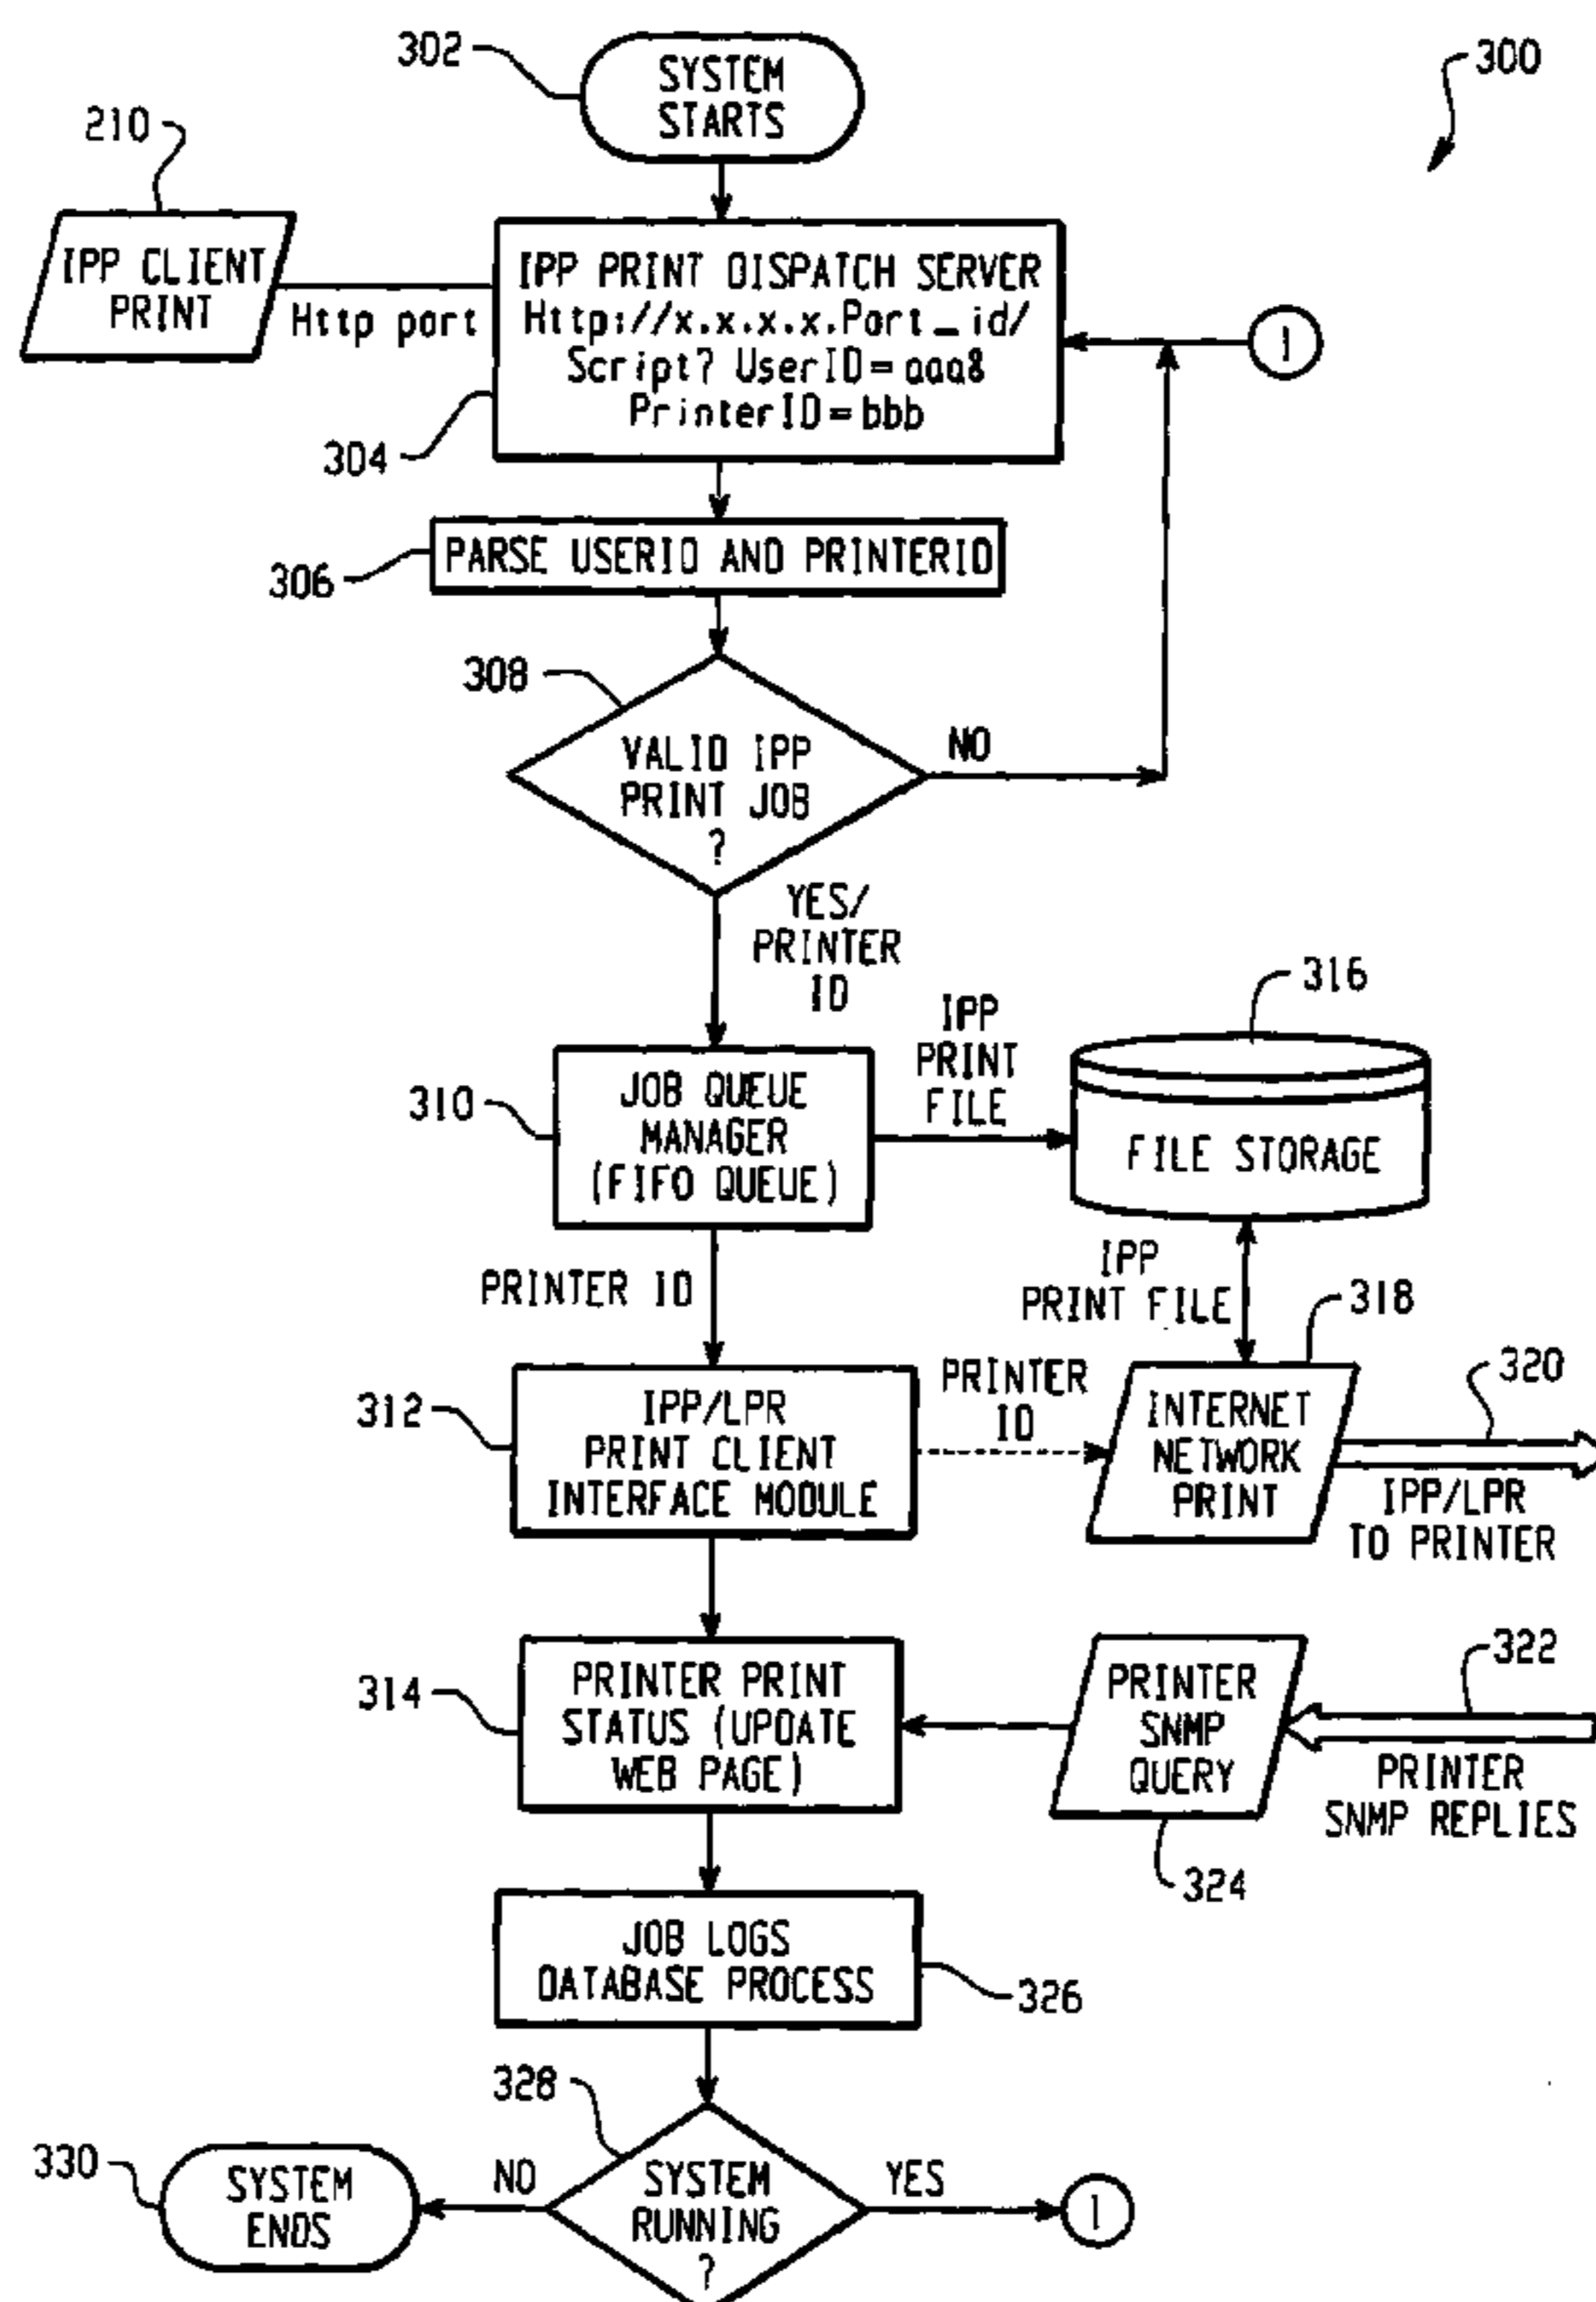 302
SYSTEM
STARTS
300
210
IPP CLIENT
PRINT
Http port
IPP PRINT DISPATCH SERVER
Http://x.x.x.x.Port_id/
Script? UserID=aaa&
PrinterID=bbb
1
304
306
PARSE USERID AND PRINTERID
308
VALID IPP
PRINT JOB
?
NO
YES/
PRINTER
ID
310
JOB QUEUE
MANAGER
(FIFO QUEUE)
IPP
PRINT
FILE
316
FILE STORAGE
PRINTER ID
IPP
PRINT FILE
318
312
IPP/LPR
PRINT CLIENT
INTERFACE MODULE
PRINTER
ID
INTERNET
NETWORK
PRINT
320
IPP/LPR
TO PRINTER
314
PRINTER PRINT
STATUS (UPDATE
WEB PAGE)
PRINTER
SNMP
QUERY
322
PRINTER
SNMP REPLIES
324
JOB LOGS
DATABASE PROCESS
326
328
SYSTEM
RUNNING
?
NO
YES
1
330
SYSTEM
ENDS